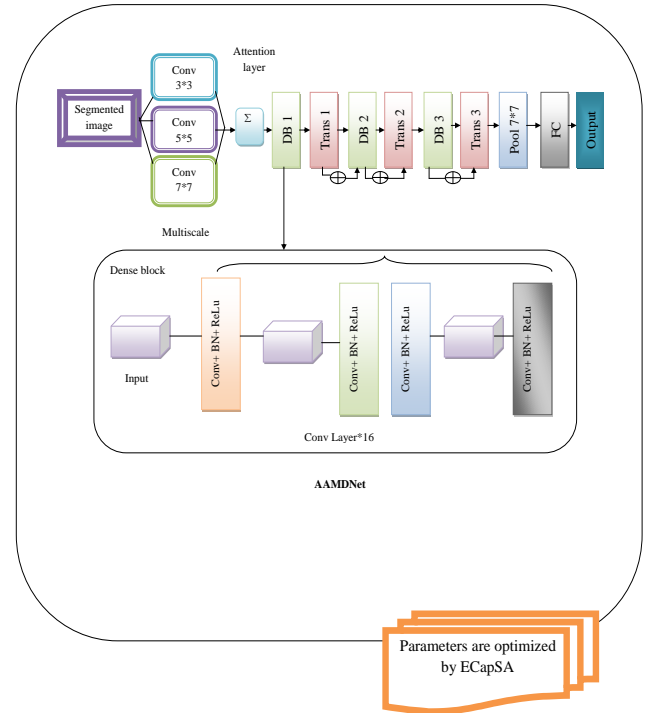 Attention
layer
Segmented
image
Conv
3*3
Conv
5*5
Conv
7*7
Σ
DB 1
Trans 1
DB 2
Trans 2
DB 3
Trans 3
Pool 7*7
FC
Output
Multiscale
Dense block
Input
Conv+ BN+ ReLu
Conv+ BN+ ReLu
Conv+ BN+ ReLu
Conv+ BN+ ReLu
Conv Layer*16
AAMDNet
Parameters are optimized
by ECapSA